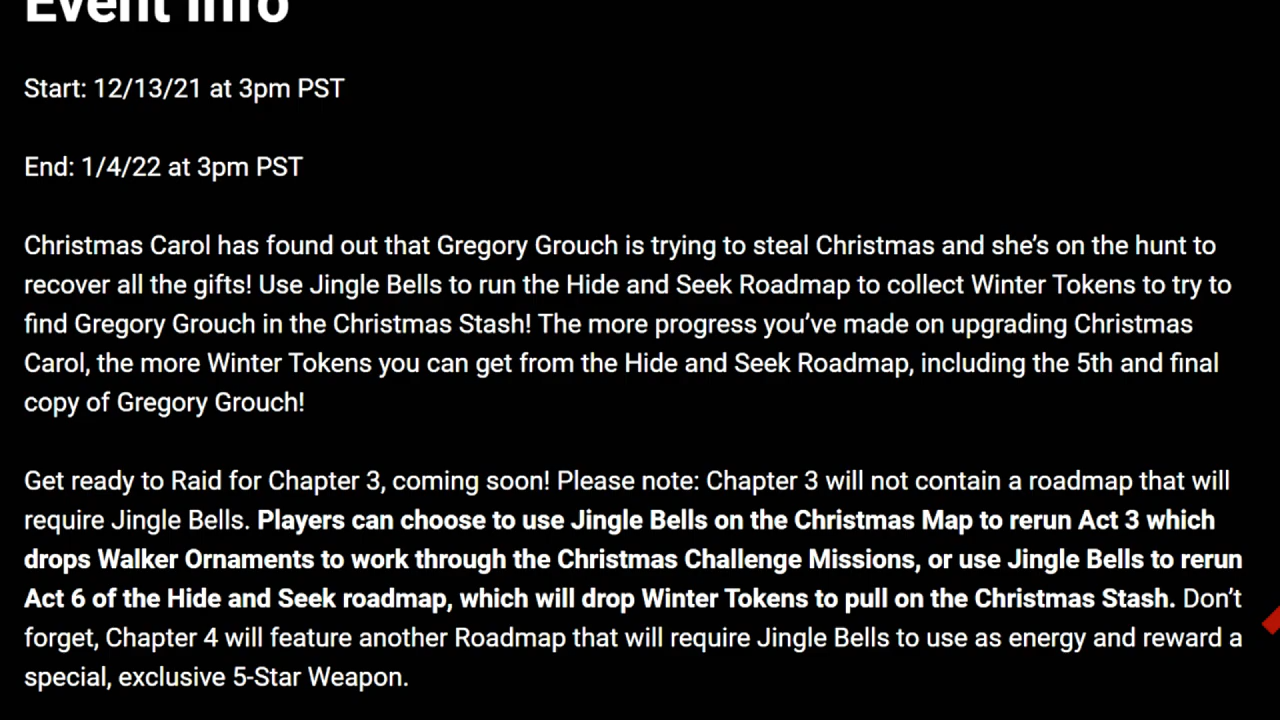 Event Info
Start: 12/13/21 at 3pm PST
End: 1/4/22 at 3pm PST
Christmas Carol has found out that Gregory Grouch is trying to steal Christmas and she’s on the hunt to
recover all the gifts! Use Jingle Bells to run the Hide and Seek Roadmap to collect Winter Tokens to try to
find Gregory Grouch in the Christmas Stash! The more progress you’ve made on upgrading Christmas
Carol, the more Winter Tokens you can get from the Hide and Seek Roadmap, including the 5th and final
copy of Gregory Grouch!
Get ready to Raid for Chapter 3, coming soon! Please note: Chapter 3 will not contain a roadmap that will
require Jingle Bells. Players can choose to use Jingle Bells on the Christmas Map to rerun Act 3 which
drops Walker Ornaments to work through the Christmas Challenge Missions, or use Jingle Bells to rerun
Act 6 of the Hide and Seek roadmap, which will drop Winter Tokens to pull on the Christmas Stash. Don’t
forget, Chapter 4 will feature another Roadmap that will require Jingle Bells to use as energy and reward a
special, exclusive 5-Star Weapon.